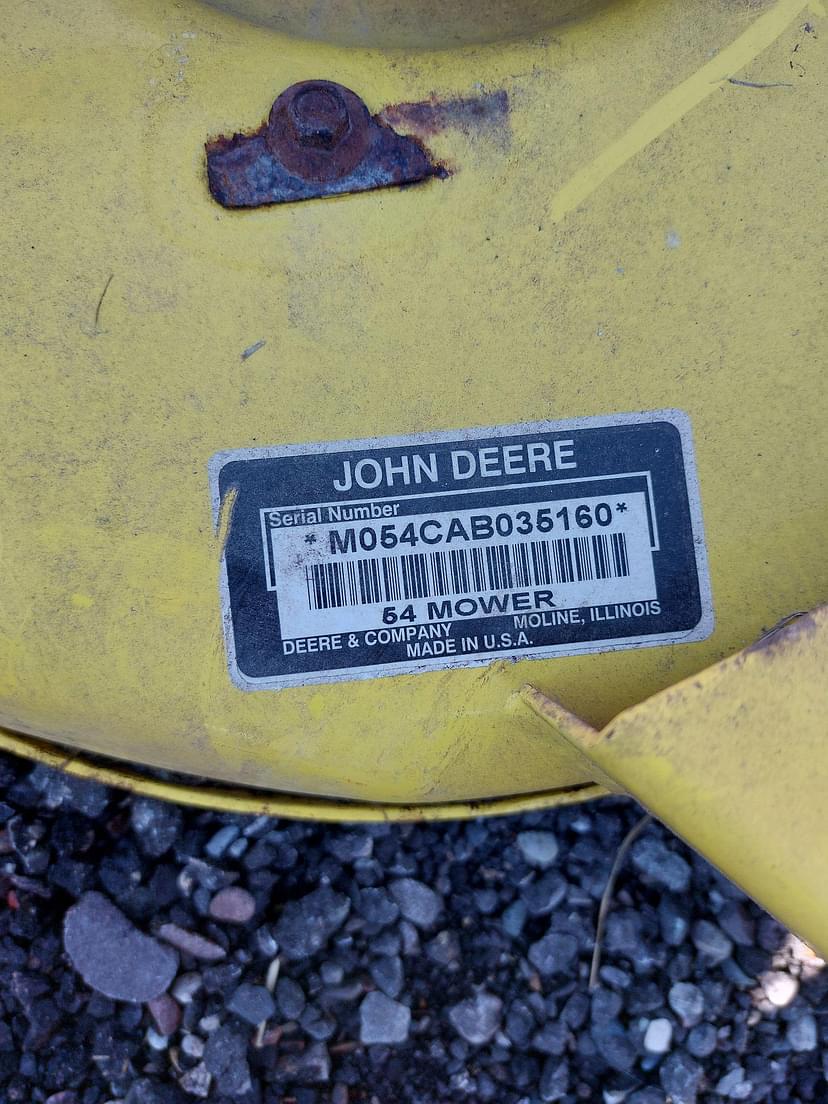 JOHN DEERE
Serial Number
* M054CAB035160*
54 MOWER
DEERE & COMPANY MOLINE, ILLINOIS
MADE IN U.S.A.